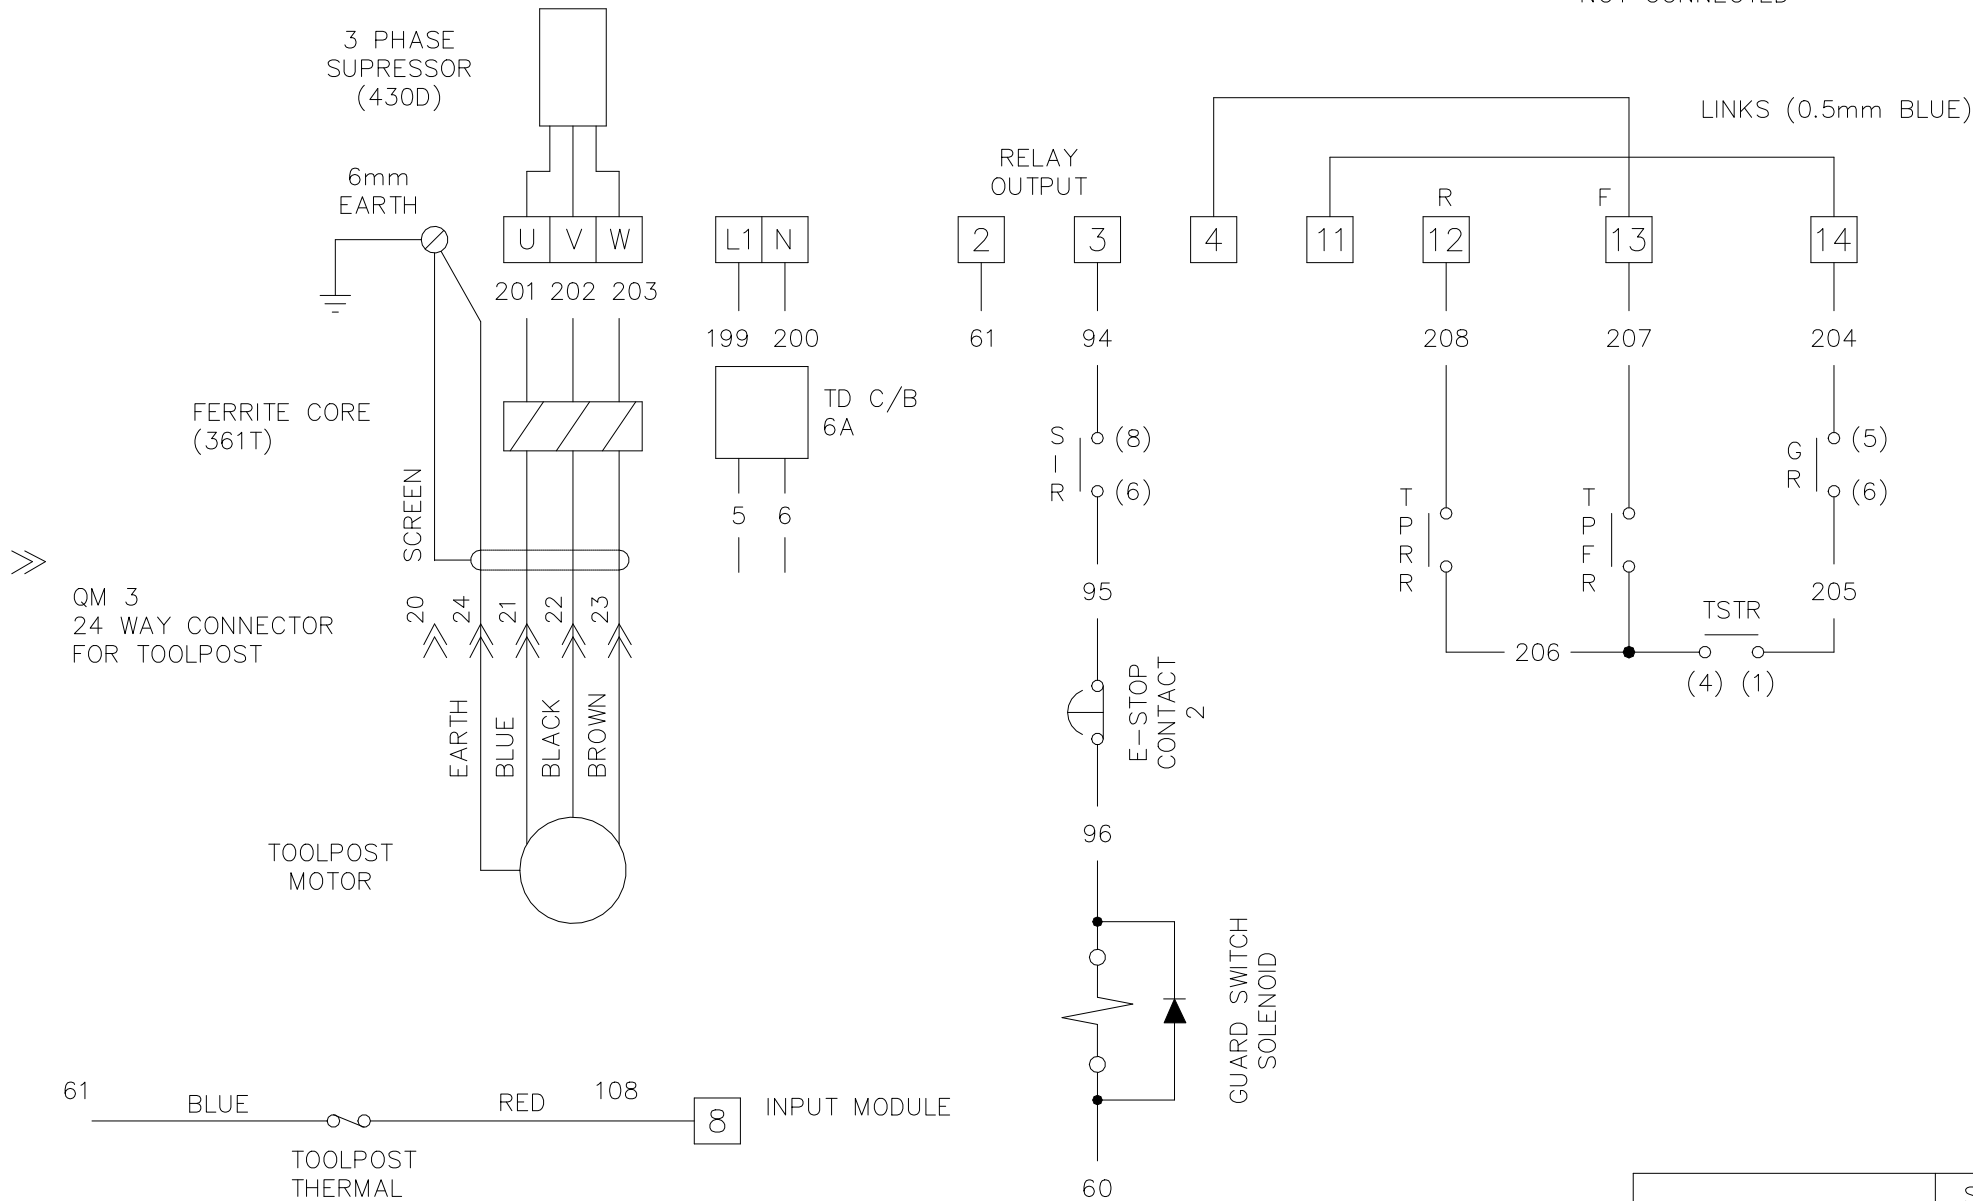 NOT CONNECTED
3 PHASE
SUPRESSOR
(430D)
LINKS (0.5mm BLUE)
RELAY
OUTPUT
6mm
EARTH
R
F
U V W
L1 N
2
3
4
11
12
13
14
201 202 203
199 200
61
94
208
207
204
TD C/B
6A
FERRITE CORE
(361T)
SCREEN
5 6
S
I
R
(8)
(6)
T
P
R
R
T
P
F
R
G
R
(5)
(6)
95
205
TSTR
206
(4) (1)
QM 3
24 WAY CONNECTOR
FOR TOOLPOST
20
24
21
22
23
EARTH
BLUE
BLACK
BROWN
E-STOP
CONTACT
2
96
TOOLPOST
MOTOR
GUARD SWITCH
SOLENOID
61
BLUE
RED
108
8
INPUT MODULE
TOOLPOST
THERMAL
60